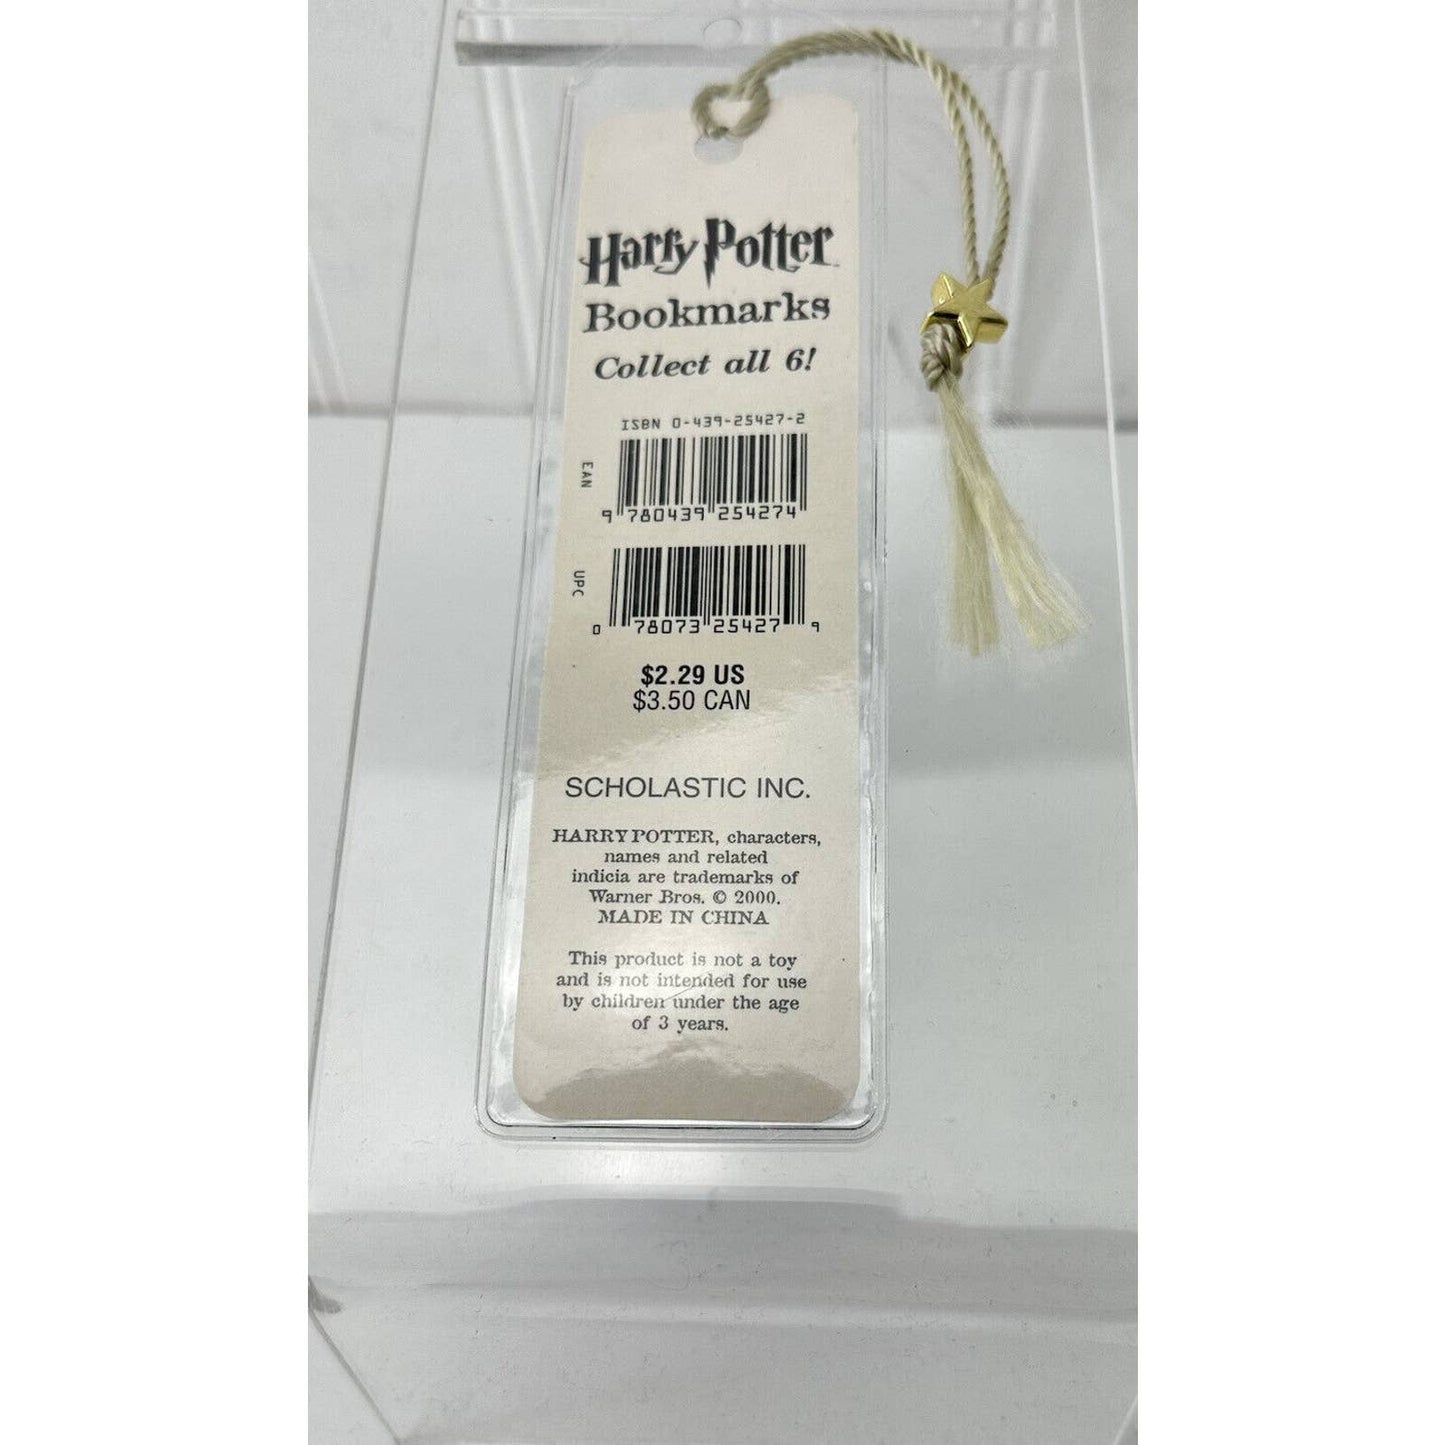 Harry Potter
Bookmarks
Collect all 6!
ISBN 0-439-25427-2
EAN
9 780439 254274
UPC
0 78073 25427 9
$2.29 US
$3.50 CAN
SCHOLASTIC INC.
HARRY POTTER, characters,
names and related
indicia are trademarks of
Warner Bros. © 2000.
MADE IN CHINA
This product is not a toy
and is not intended for use
by children under the age
of 3 years.